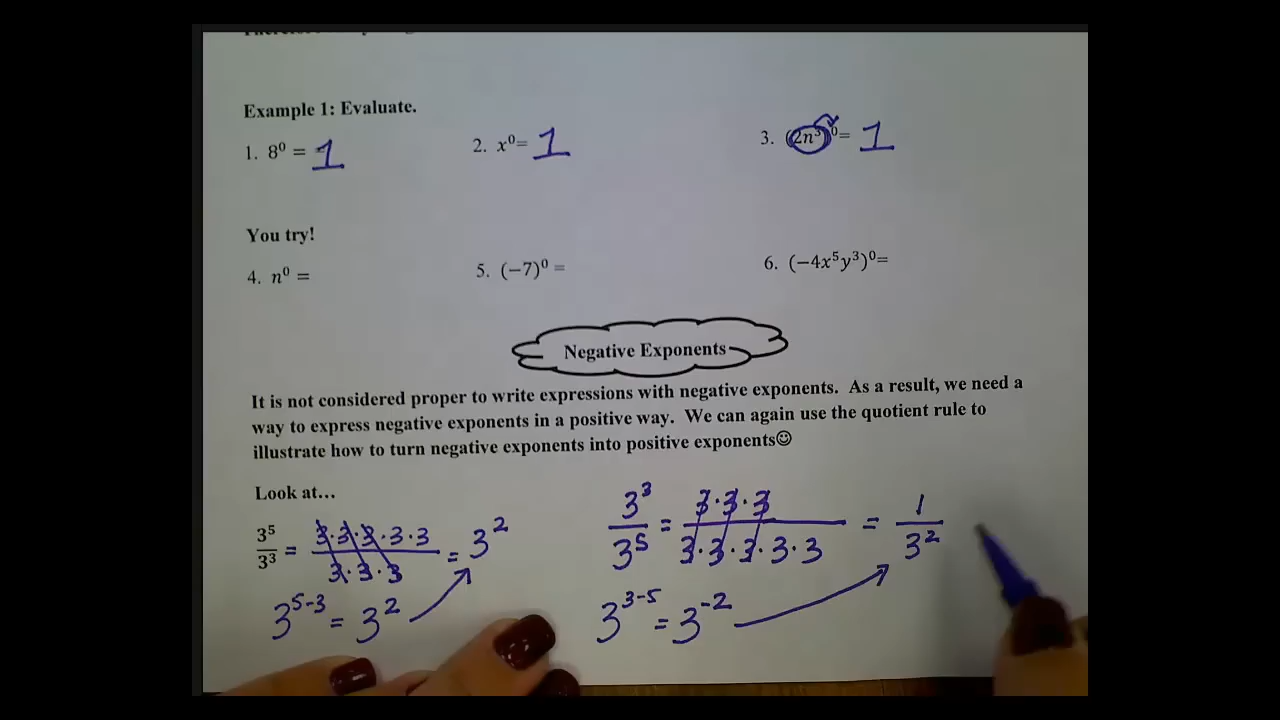 Example 1: Evaluate.
1. 8⁰ = 1
2. x⁰= 1
3. (2n³)⁰= 1
You try!
4. n⁰ =
5. (−7)⁰ =
6. (−4x⁵y³)⁰=
Negative Exponents
It is not considered proper to write expressions with negative exponents. As a result, we need a
way to express negative exponents in a positive way. We can again use the quotient rule to
illustrate how to turn negative exponents into positive exponents☺
Look at…
3⁵/3³ = 3·3·3·3·3/3·3·3 = 3²
3⁵⁻³ = 3²
3³/3⁵ = 3·3·3/3·3·3·3·3 = 1/3²
3³⁻⁵ = 3⁻²